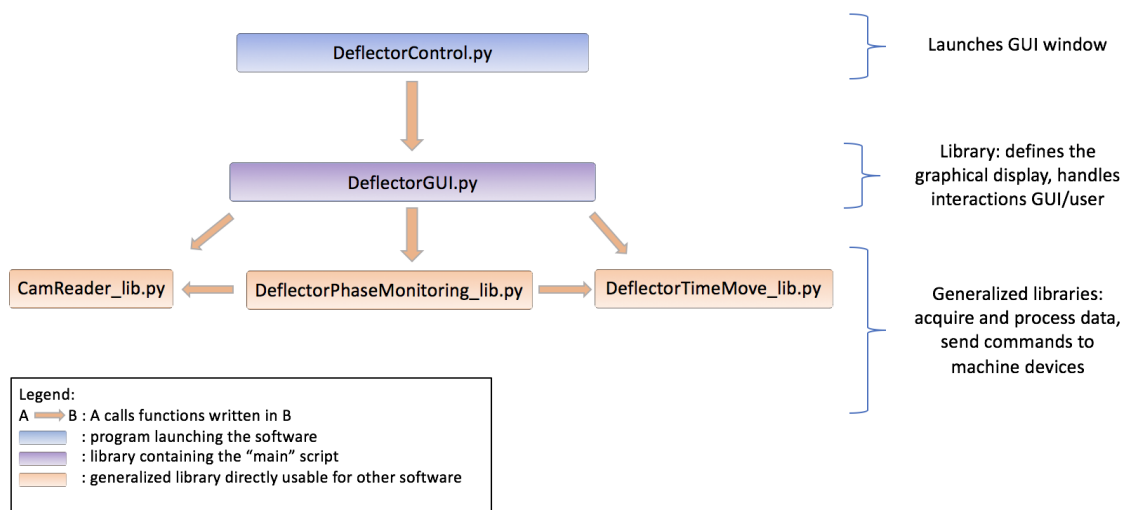 DeflectorControl.py
Launches GUI window
DeflectorGUI.py
Library: defines the
graphical display, handles
interactions GUI/user
CamReader_lib.py
DeflectorPhaseMonitoring_lib.py
DeflectorTimeMove_lib.py
Generalized libraries:
acquire and process data,
send commands to
machine devices
Legend:
A B : A calls functions written in B
: program launching the software
: library containing the “main” script
: generalized library directly usable for other software